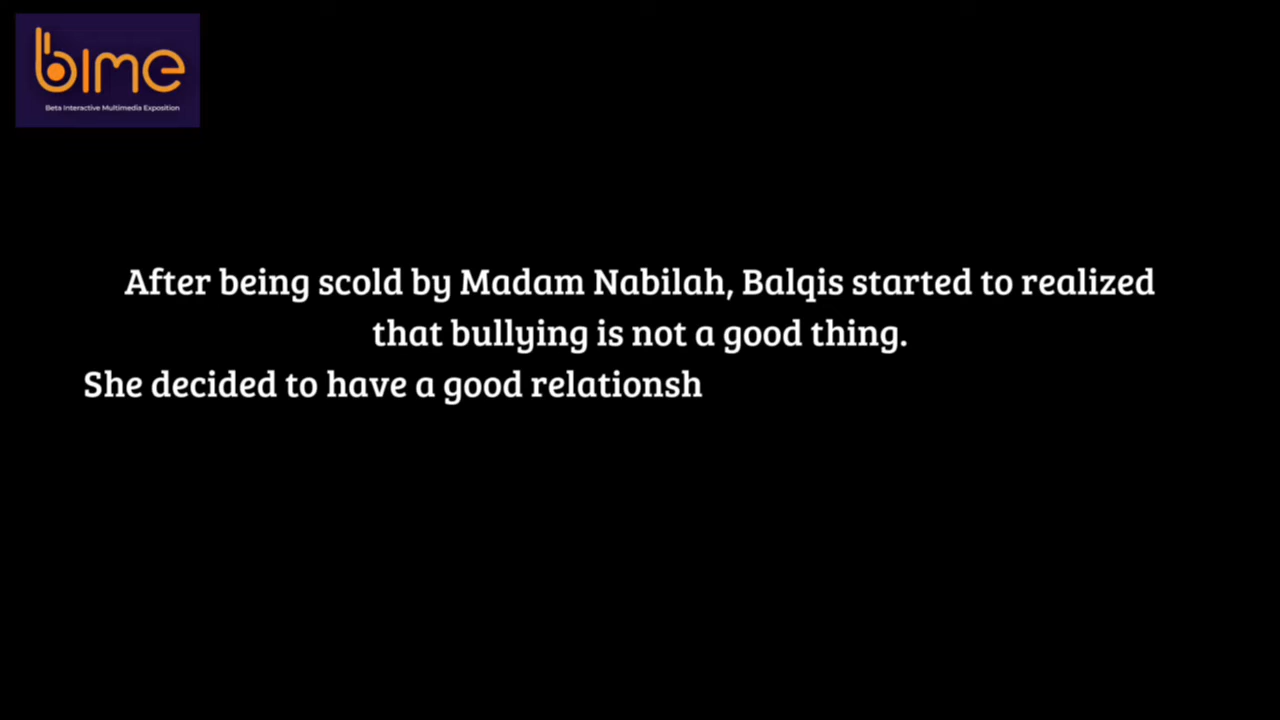 bime
Beta Interactive Multimedia Exposition
After being scold by Madam Nabilah, Balqis started to realized
that bullying is not a good thing.
She decided to have a good relationsh